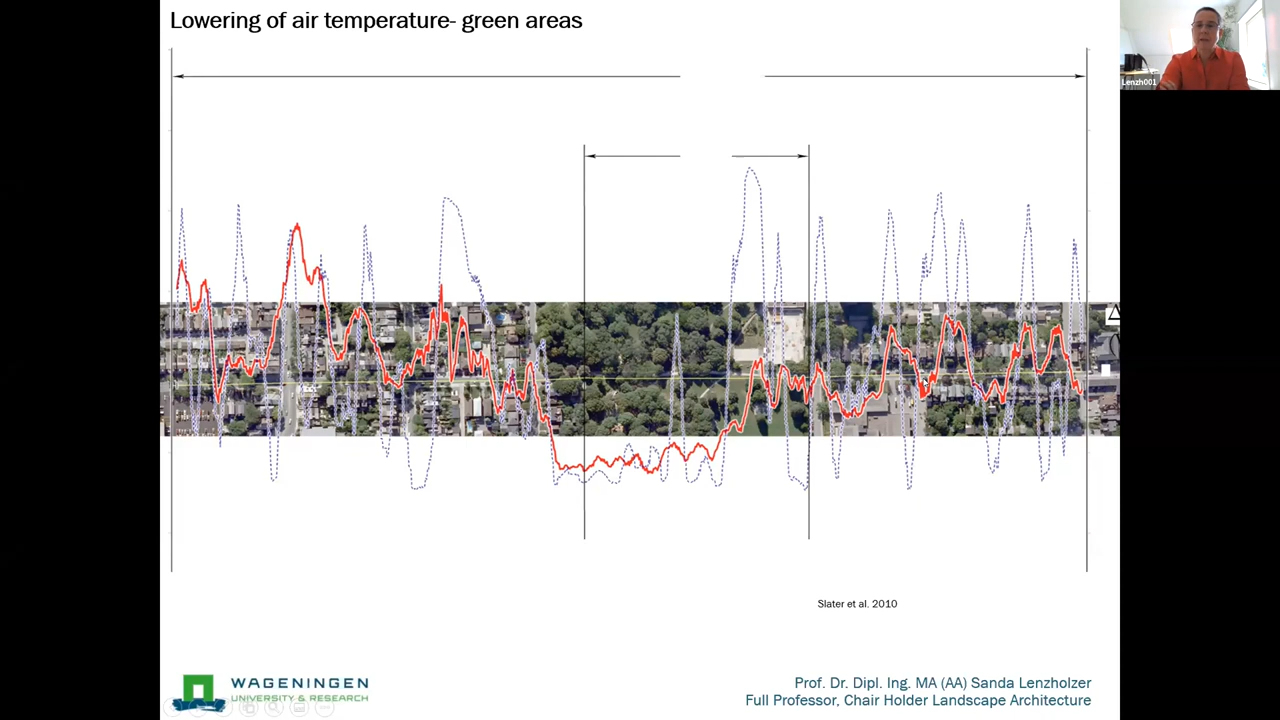 Lowering of air temperature- green areas
Lenzh001
Slater et al. 2010
WAGENINGEN
UNIVERSITY & RESEARCH
Prof. Dr. Dipl. Ing. MA (AA) Sanda Lenzholzer
Full Professor, Chair Holder Landscape Architecture